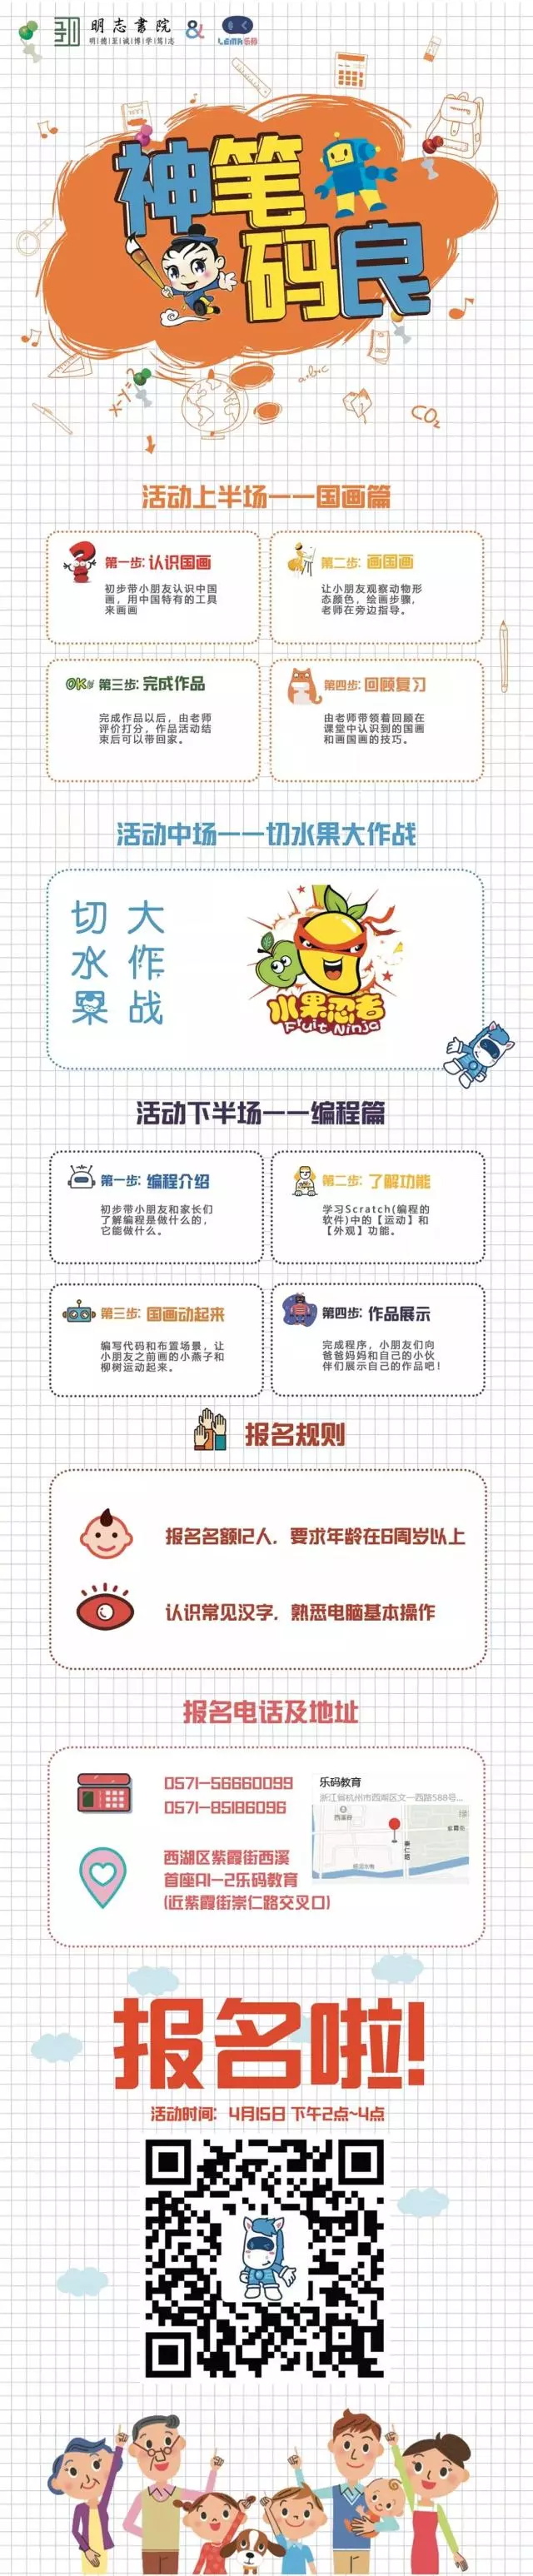 明志書院
明德至诚博学笃志
&
LeMA乐码
神笔
码良
CO2
活动上半场——国画篇
第一步: 认识国画
初步带小朋友认识中国
画，用中国特有的工具
来画画
第二步: 画国画
让小朋友观察动物形
态颜色，绘画步骤，
老师在旁边指导。
OK
第三步: 完成作品
完成作品以后，由老师
评价打分，作品活动结
束后可以带回家。
第四步: 回顾复习
由老师带领着回顾在
课堂中认识到的国画
和画国画的技巧。
活动中场——切水果大作战
切水果
大作战
水果忍者
Fruit Ninja
活动下半场——编程篇
第一步: 编程介绍
初步带小朋友和家长们
了解编程是做什么的，
它能做什么。
第二步: 了解功能
学习Scratch(编程的
软件)中的【运动】和
【外观】功能。
第三步: 国画动起来
编写代码和布置场景，让
小朋友之前画的小燕子和
柳树运动起来。
第四步: 作品展示
完成程序，小朋友们向
爸爸妈妈和自己的小伙
伴们展示自己的作品吧！
报名规则
报名名额12人，要求年龄在6周岁以上
认识常见汉字，熟悉电脑基本操作
报名电话及地址
0571-56660099
0571-85186096
西湖区紫霞街西溪
首座A1-2乐码教育
(近紫霞街崇仁路交叉口)
乐码教育
浙江省杭州市西湖区文一西路588号...
紫霞街
崇仁路
报名啦!
活动时间: 4月15日 下午2点~4点